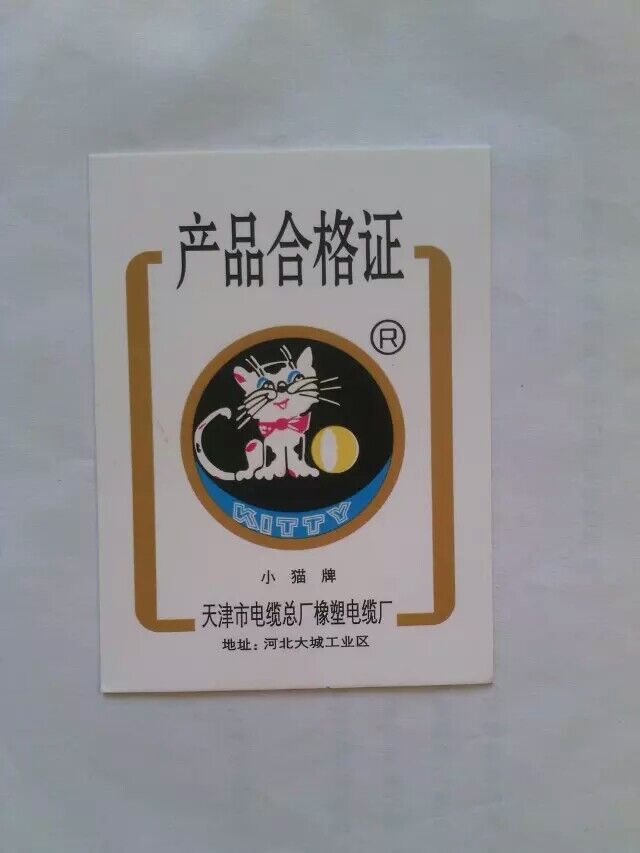 产品合格证
®
KITTY
小猫牌
天津市电缆总厂橡塑电缆厂
地址：河北大城工业区